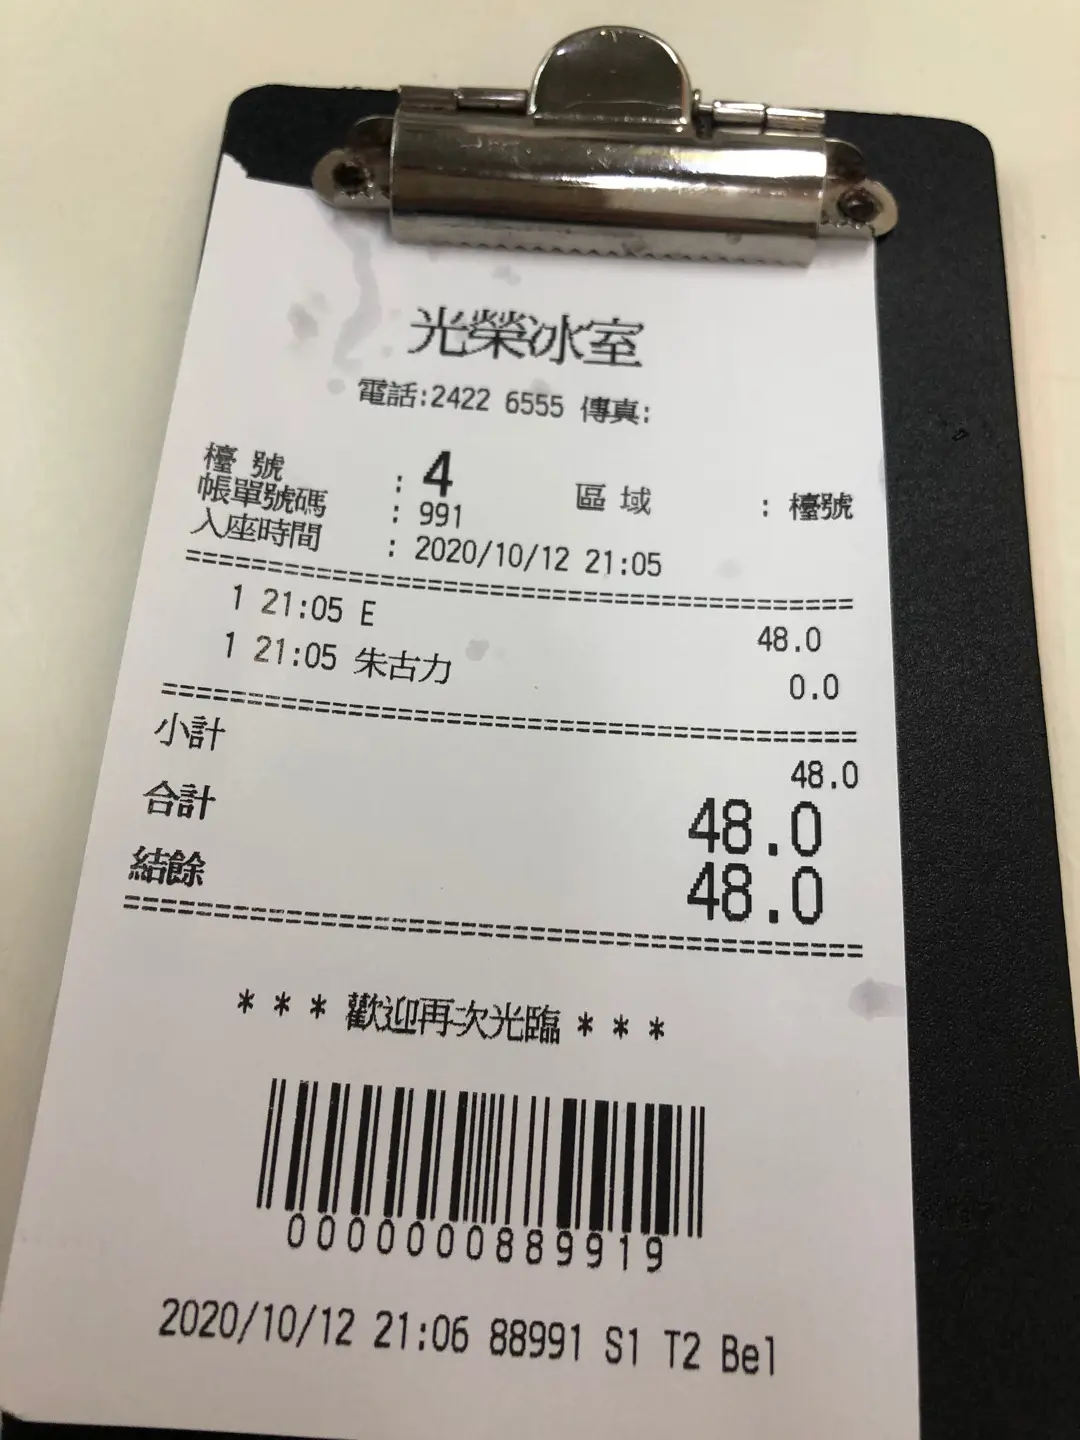 光榮冰室
電話:2422 6555 傳真:
檯號 : 4 區域 : 檯號
帳單號碼 : 991
入座時間 : 2020/10/12 21:05
========================================
1 21:05 E 48.0
1 21:05 朱古力 0.0
========================================
小計 48.0
合計 48.0
結餘 48.0
========================================
* * * 歡迎再次光臨 * * *
0000000889919
2020/10/12 21:06 88991 S1 T2 Bel